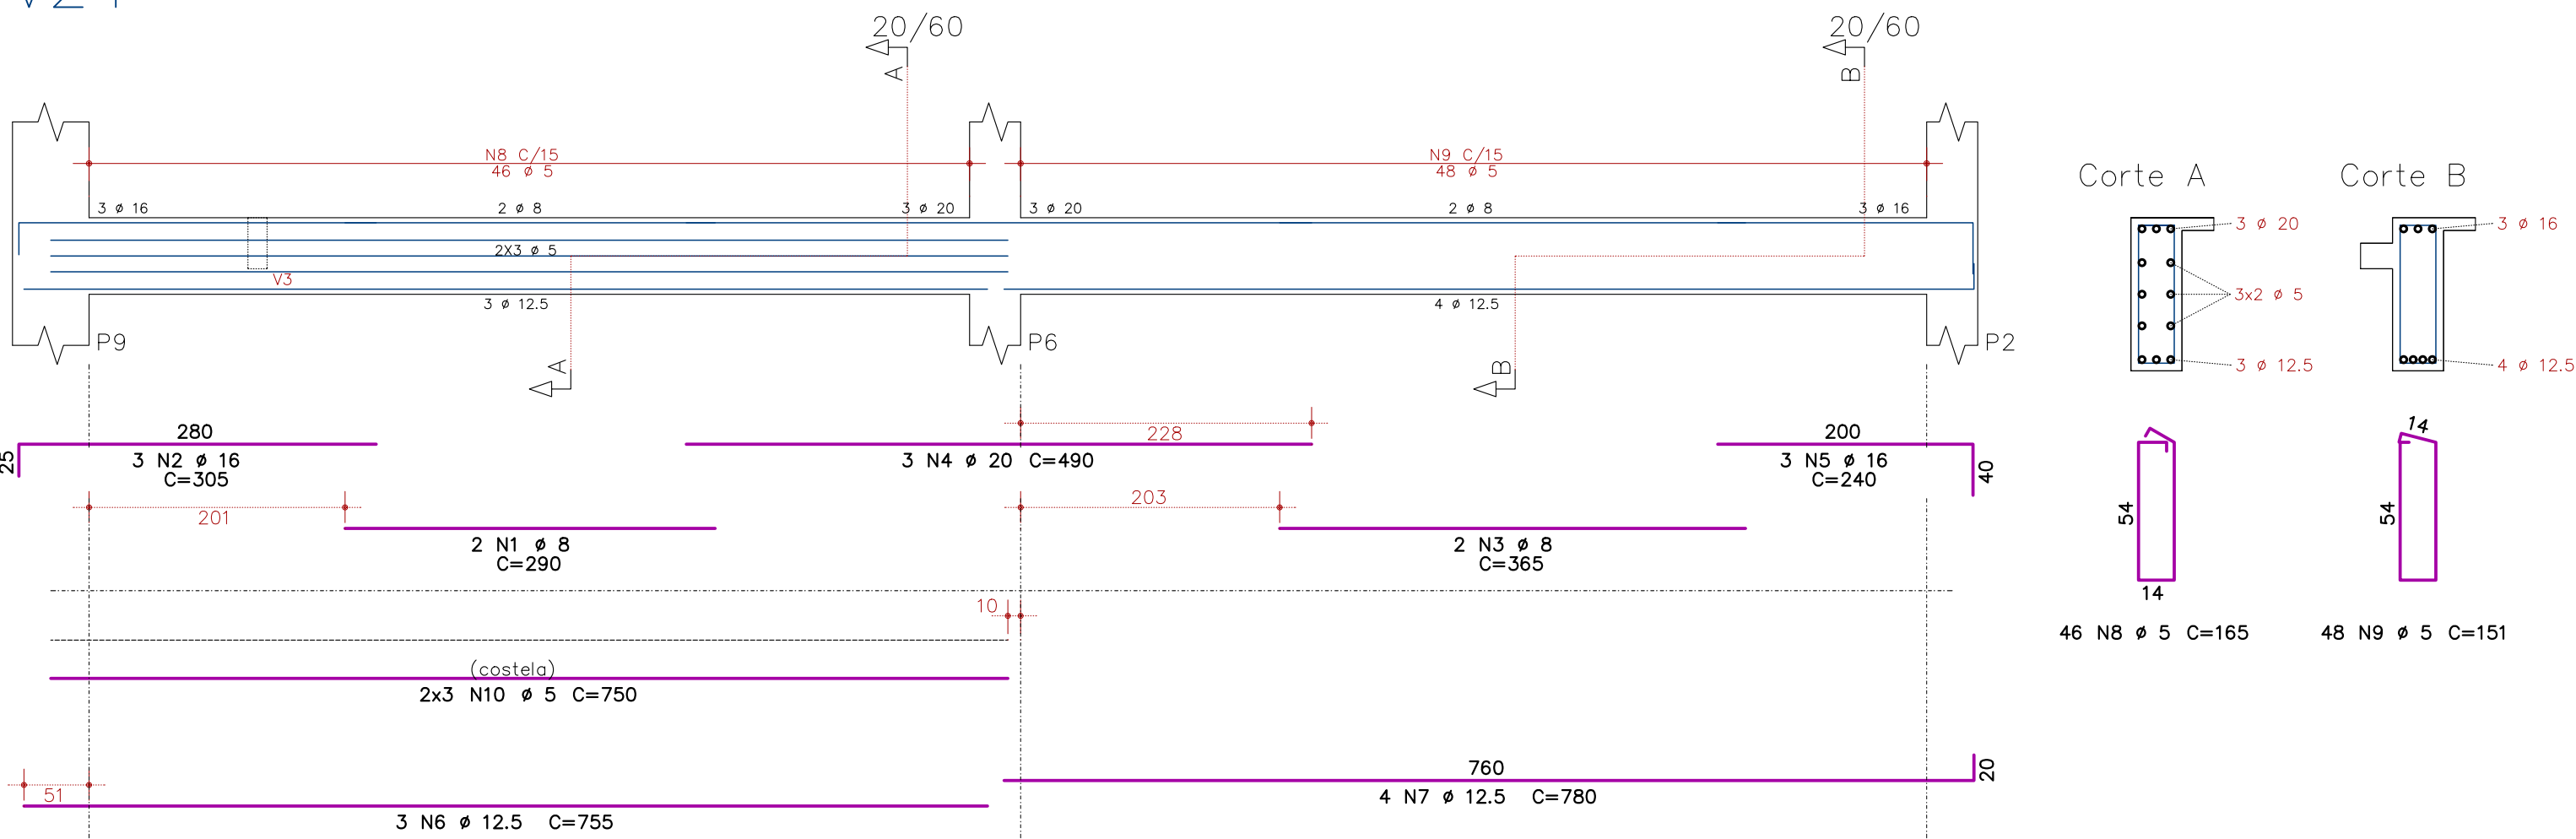 20/60
20/60
A
B
N8 C/15
46 ø 5
N9 C/15
48 ø 5
Corte A
Corte B
3 ø 16
2 ø 8
3 ø 20
3 ø 20
2 ø 8
3 ø 16
3 ø 20
3 ø 16
2X3 ø 5
V3
3x2 ø 5
3 ø 12.5
4 ø 12.5
P9
P6
P2
A
B
3 ø 12.5
4 ø 12.5
280
25
3 N2 ø 16
C=305
228
3 N4 ø 20 C=490
200
3 N5 ø 16
C=240
40
14
54
14
54
201
203
2 N1 ø 8
C=290
2 N3 ø 8
C=365
10
46 N8 ø 5 C=165
48 N9 ø 5 C=151
(costela)
2x3 N10 ø 5 C=750
760
20
4 N7 ø 12.5 C=780
51
3 N6 ø 12.5 C=755